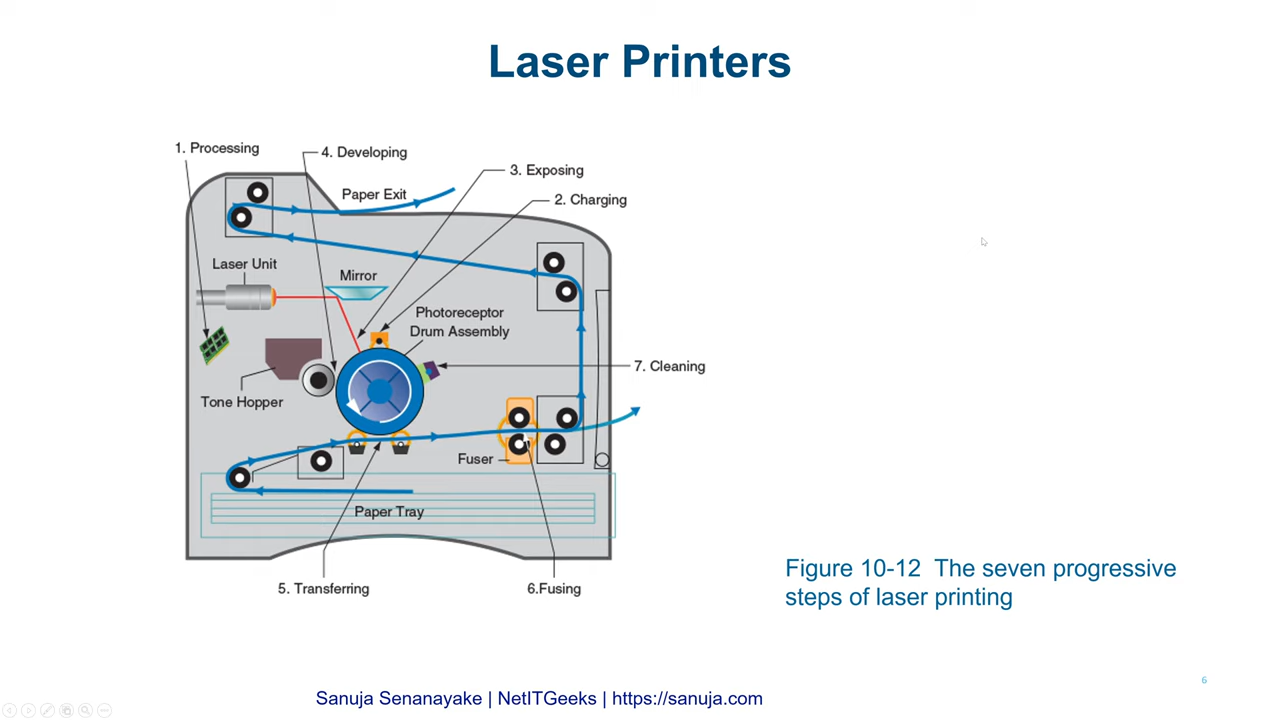 Laser Printers
1. Processing
4. Developing
3. Exposing
Paper Exit
2. Charging
Laser Unit
Mirror
Photoreceptor
Drum Assembly
7. Cleaning
Tone Hopper
Fuser
Paper Tray
5. Transferring
6.Fusing
Figure 10-12 The seven progressive
steps of laser printing
6
Sanuja Senanayake | NetITGeeks | https://sanuja.com